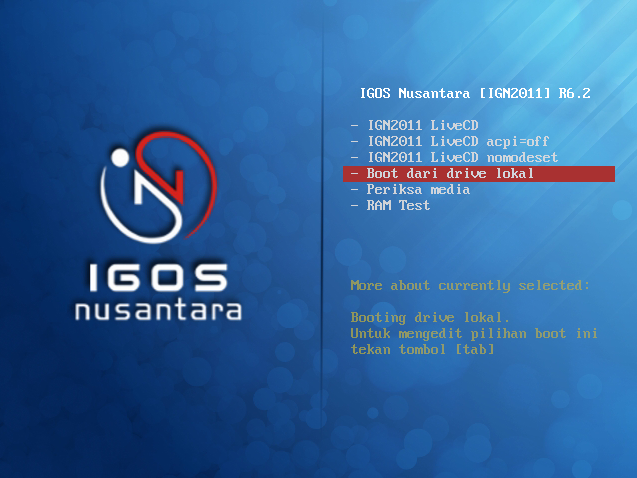 IGOS
nusantara
IGOS Nusantara [IGN2011] R6.2
- IGN2011 LiveCD
- IGN2011 LiveCD acpi=off
- IGN2011 LiveCD nomodeset
- Boot dari drive lokal
- Periksa media
- RAM Test
More about currently selected:
Booting drive lokal.
Untuk mengedit pilihan boot ini
tekan tombol [tab]